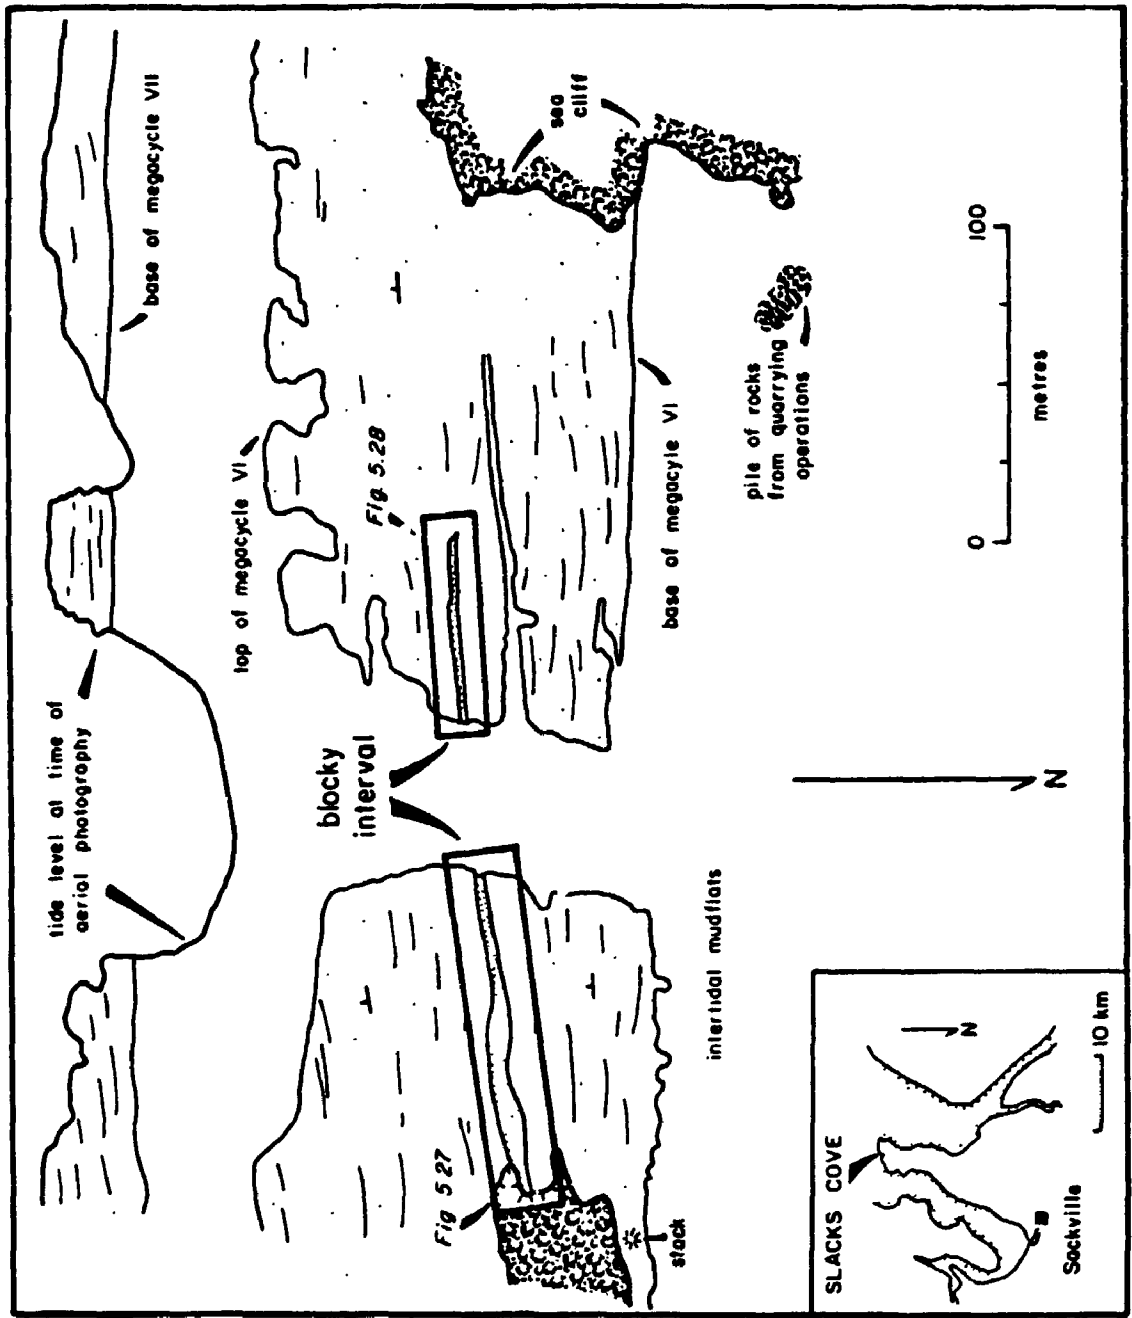 tide level at time of
aerial photography
base of megacycle VII
top of megacycle VI
Fig. 5.28
sea
cliff
blocky
interval
Fig 5 27
stack
base of megacycle VI
pile of rocks
from quarrying
operations
intertidal mudflats
N
0
100
metres
SLACKS COVE
N
Sackville
10 km